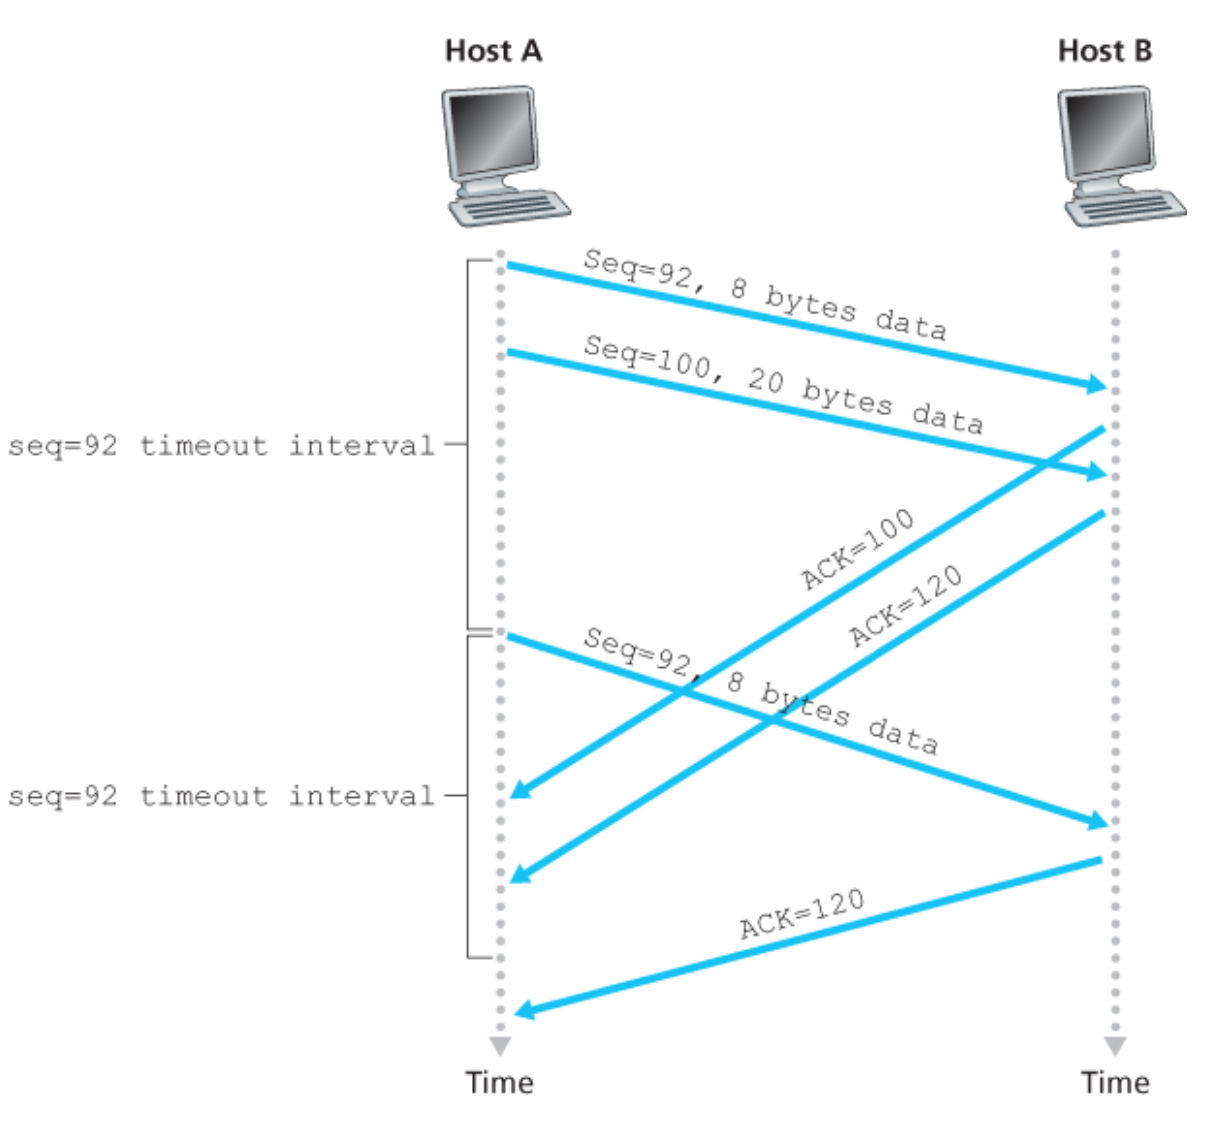 Host A
Host B
Seq=92, 8 bytes data
Seq=100, 20 bytes data
seq=92 timeout interval
ACK=100
ACK=120
Seq=92, 8 bytes data
seq=92 timeout interval
ACK=120
Time
Time